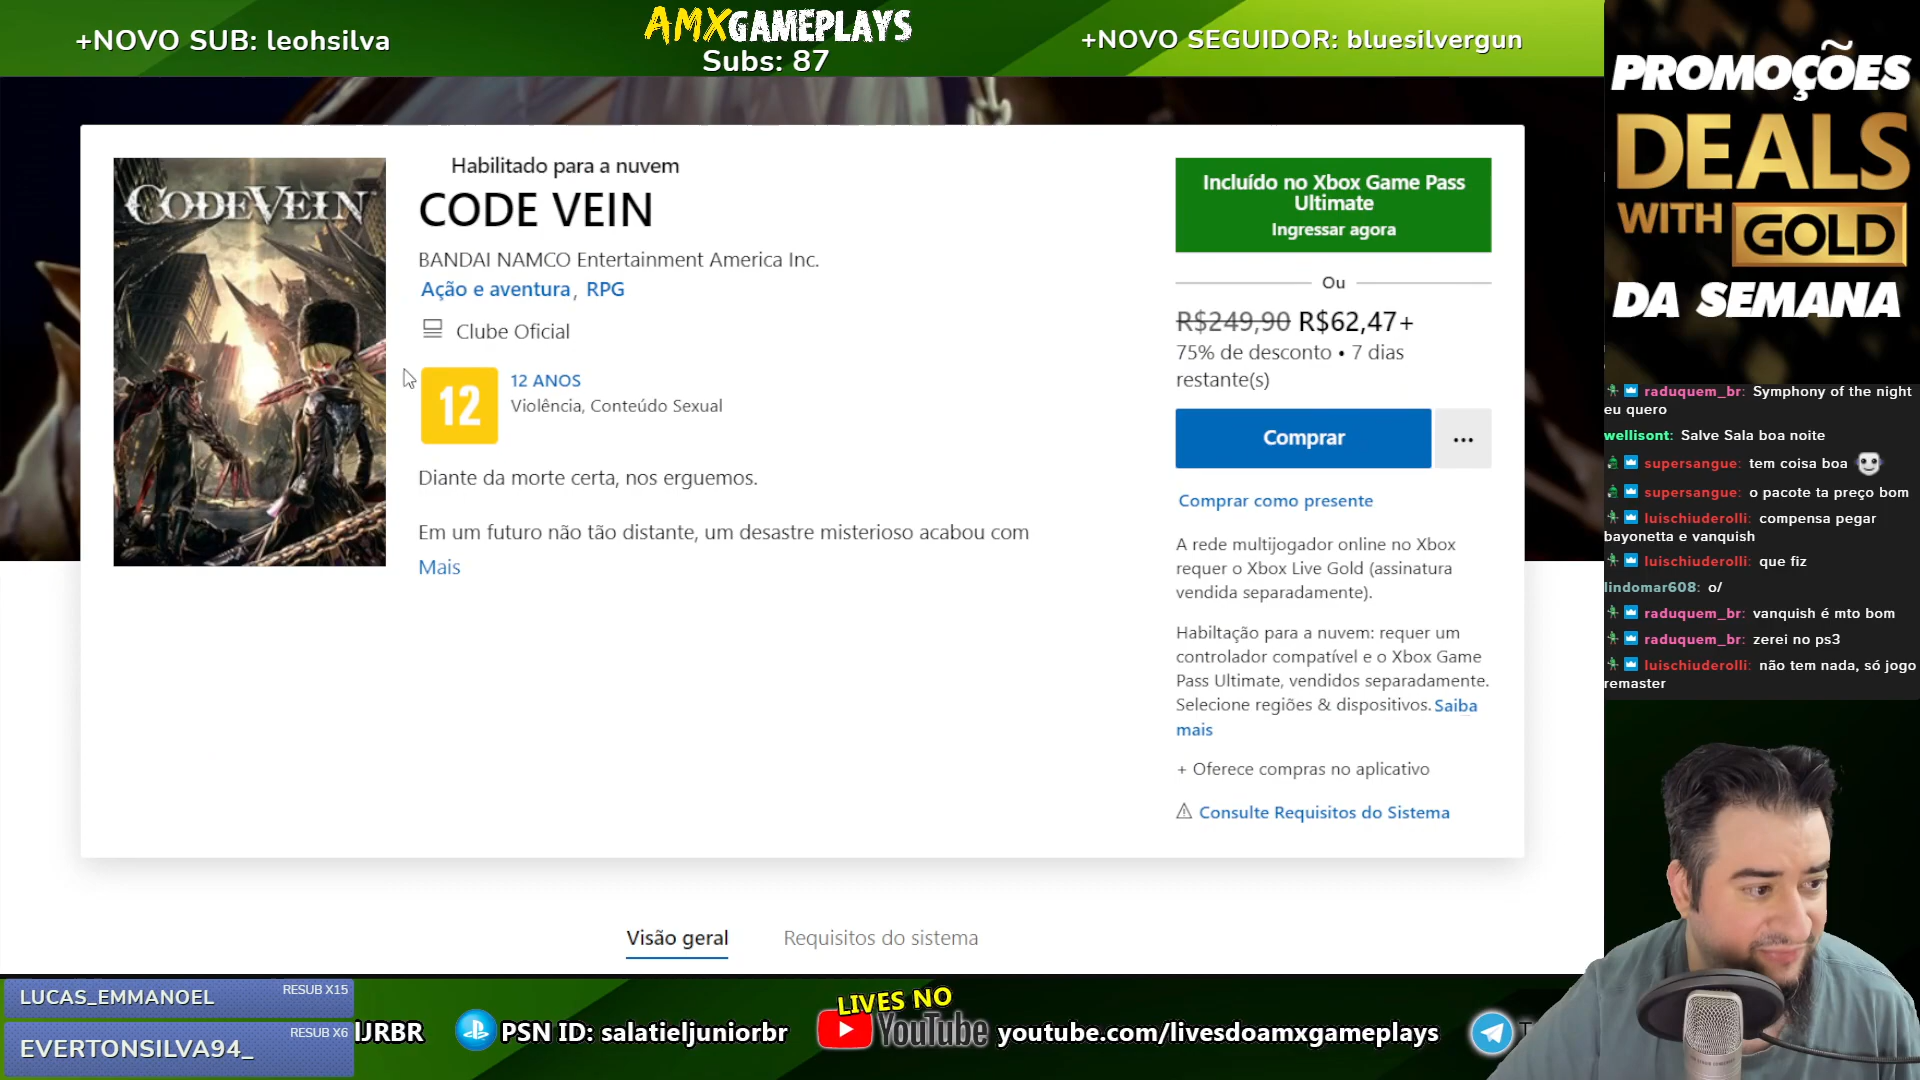 +NOVO SUB: leohsilva
AMXGAMEPLAYS
Subs: 87
+NOVO SEGUIDOR: bluesilvergun
PROMOÇÕES
DEALS
WITH GOLD
DA SEMANA
CODE VEIN
Habilitado para a nuvem
CODE VEIN
BANDAI NAMCO Entertainment America Inc.
Ação e aventura, RPG
Clube Oficial
12
12 ANOS
Violência, Conteúdo Sexual
Diante da morte certa, nos erguemos.
Em um futuro não tão distante, um desastre misterioso acabou com
Mais
Incluído no Xbox Game Pass
Ultimate
Ingressar agora
Ou
R$249,90 R$62,47+
75% de desconto • 7 dias
restante(s)
Comprar
...
Comprar como presente
A rede multijogador online no Xbox
requer o Xbox Live Gold (assinatura
vendida separadamente).
Habiltação para a nuvem: requer um
controlador compatível e o Xbox Game
Pass Ultimate, vendidos separadamente.
Selecione regiões & dispositivos. Saiba
mais
+ Oferece compras no aplicativo
Consulte Requisitos do Sistema
Visão geral
Requisitos do sistema
raduquem_br: Symphony of the night
eu quero
wellisont: Salve Sala boa noite
supersangue: tem coisa boa
supersangue: o pacote ta preço bom
luischiuderolli: compensa pegar
bayonetta e vanquish
luischiuderolli: que fiz
lindomar608: o/
raduquem_br: vanquish é mto bom
raduquem_br: zerei no ps3
luischiuderolli: não tem nada, só jogo
remaster
LUCAS_EMMANOEL
RESUB X15
EVERTONSILVA94_
RESUB X6
IJRBR
PSN ID: salatieljuniorbr
LIVES NO
YouTube
youtube.com/livesdoamxgameplays